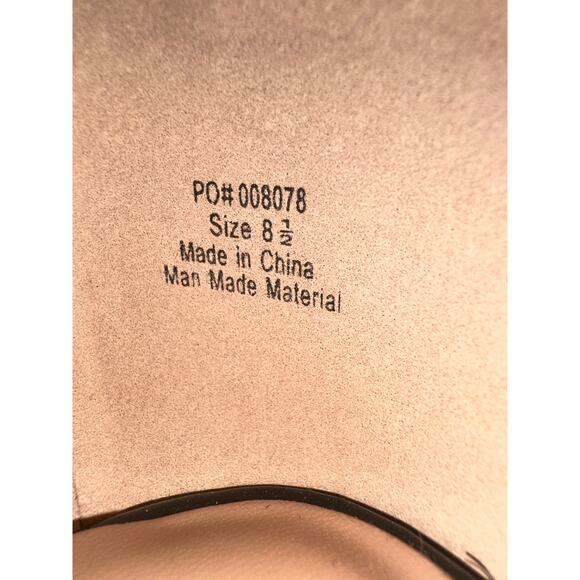 PO# 008078
Size 8 ½
Made in China
Man Made Material